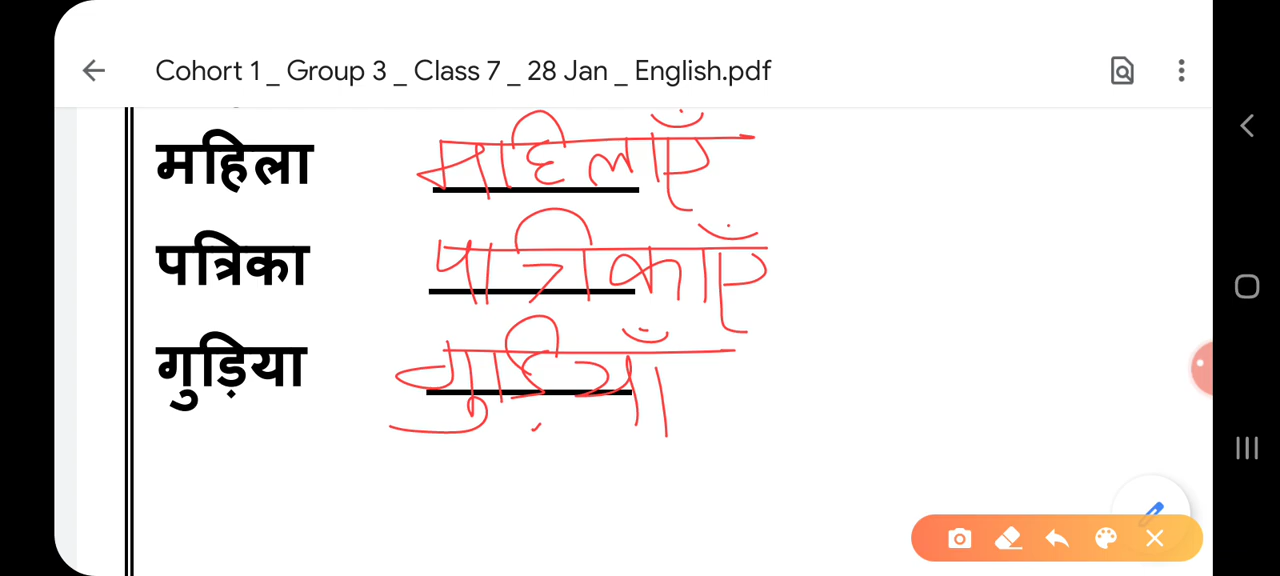 Cohort 1 _ Group 3 _ Class 7 _ 28 Jan _ English.pdf
महिला महिलाएँ
पत्रिका पत्रिकाएँ
गुड़िया गुड़ियाँ